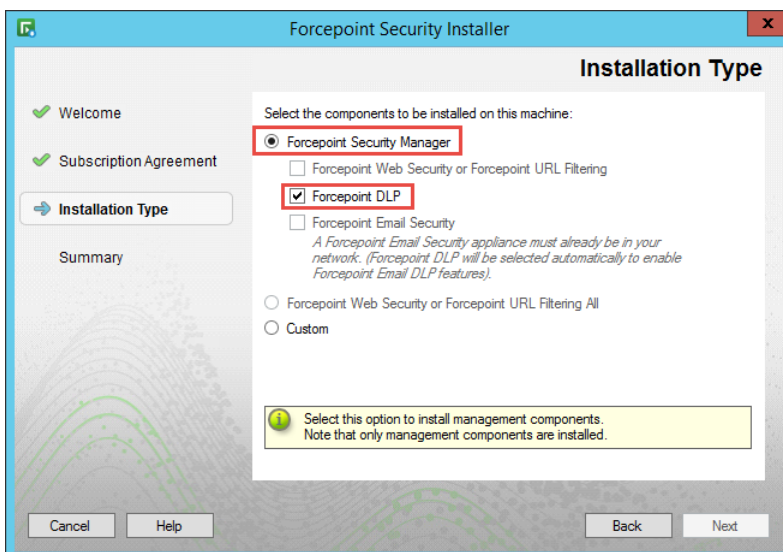 Forcepoint Security Installer
x
Installation Type
Welcome
Subscription Agreement
Installation Type
Summary
Select the components to be installed on this machine:
Forcepoint Security Manager
Forcepoint Web Security or Forcepoint URL Filtering
Forcepoint DLP
Forcepoint Email Security
A Forcepoint Email Security appliance must already be in your
network. (Forcepoint DLP will be selected automatically to enable
Forcepoint Email DLP features).
Forcepoint Web Security or Forcepoint URL Filtering All
Custom
Select this option to install management components.
Note that only management components are installed.
Cancel
Help
Back
Next